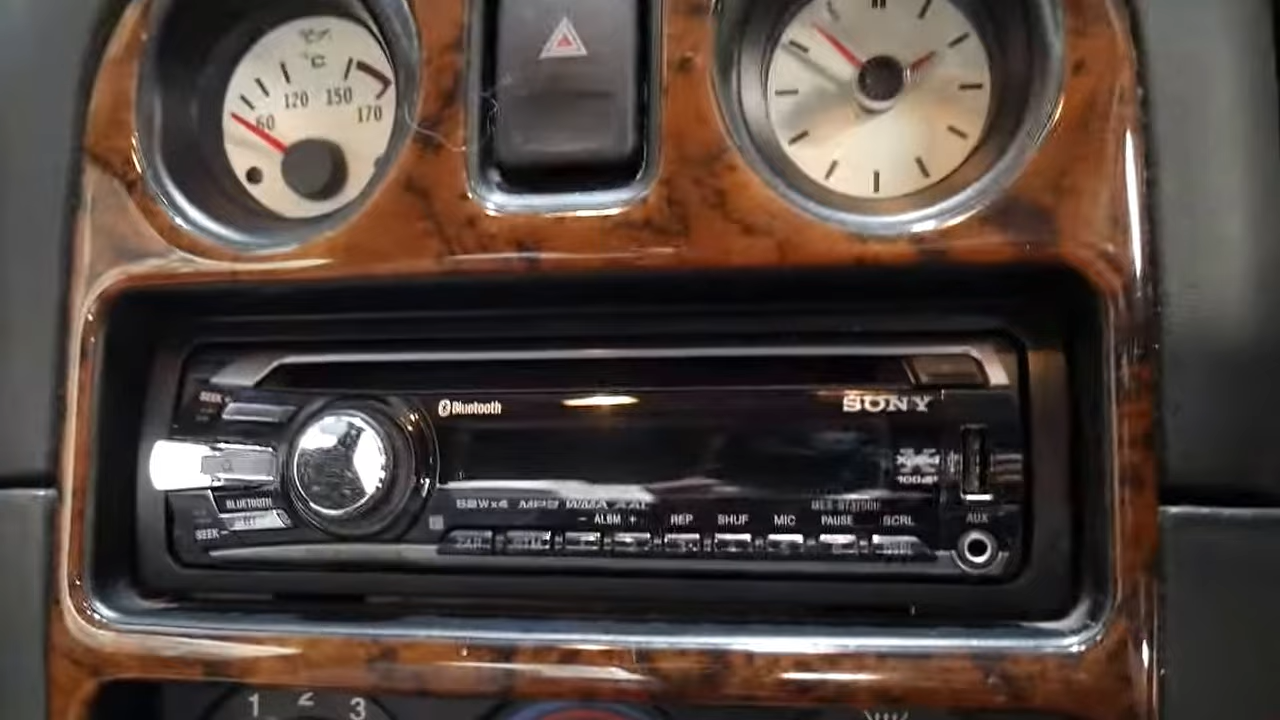 °C
60 120 150 170
SEEK +
Bluetooth
SONY
BLUETOOTH
SEEK −
52Wx4 MP3 WMA AAC
− ALBM + REP SHUF MIC PAUSE SCRL
AUX
1 2 3